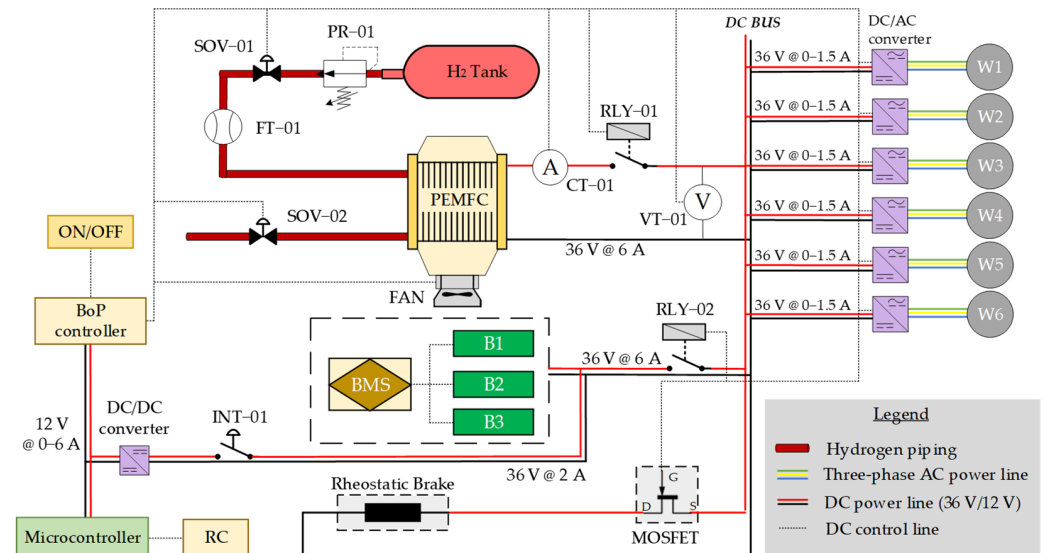 DC BUS
DC/AC
converter
PR–01
SOV–01
H2 Tank
36 V @ 0–1.5 A
W1
RLY–01
36 V @ 0–1.5 A
W2
FT–01
36 V @ 0–1.5 A
W3
A
CT–01
PEMFC
V
VT–01
36 V @ 0–1.5 A
W4
SOV–02
ON/OFF
36 V @ 6 A
36 V @ 0–1.5 A
W5
FAN
BoP
controller
RLY–02
36 V @ 0–1.5 A
W6
B1
36 V @ 6 A
BMS
B2
B3
DC/DC
converter
INT–01
12 V
@ 0–6 A
36 V @ 2 A
Legend
Hydrogen piping
Three-phase AC power line
DC power line (36 V/12 V)
DC control line
Rheostatic Brake
G
D
S
MOSFET
Microcontroller
RC